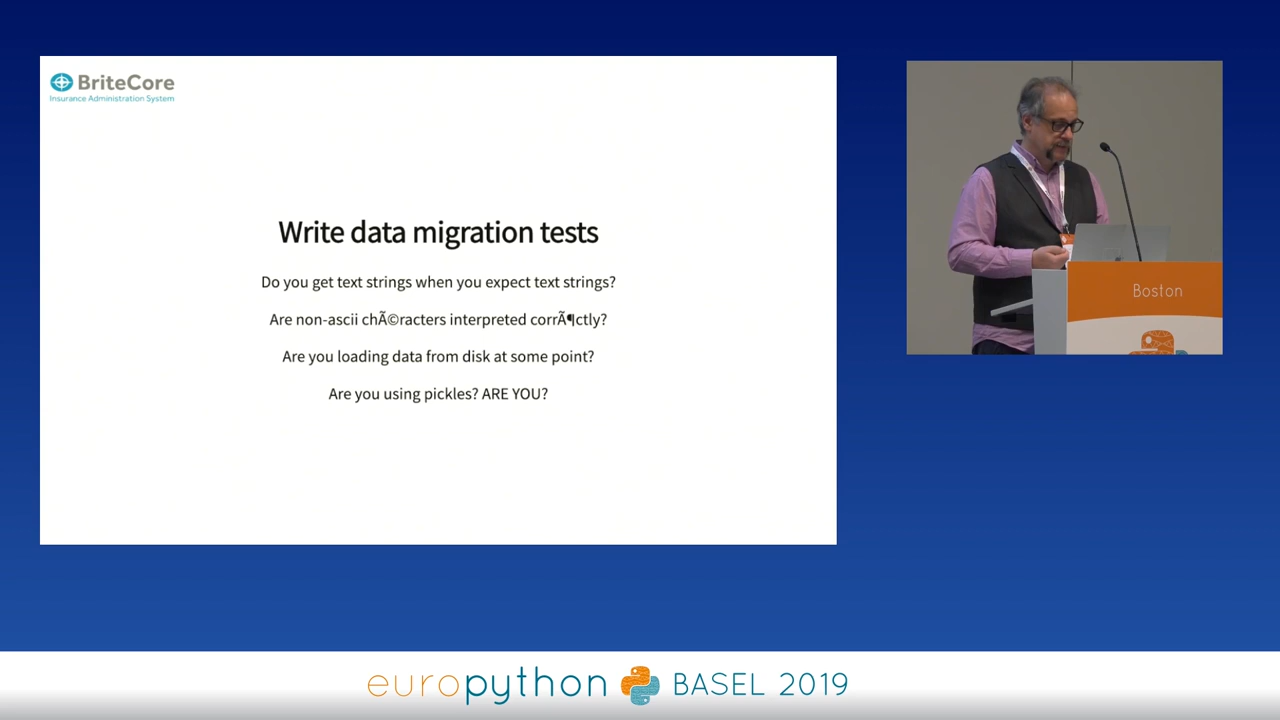 BriteCore
Insurance Administration System
Write data migration tests
Do you get text strings when you expect text strings?
Are non-ascii chÃ©racters interpreted corrÃ¶ctly?
Are you loading data from disk at some point?
Are you using pickles? ARE YOU?
Boston
europython BASEL 2019